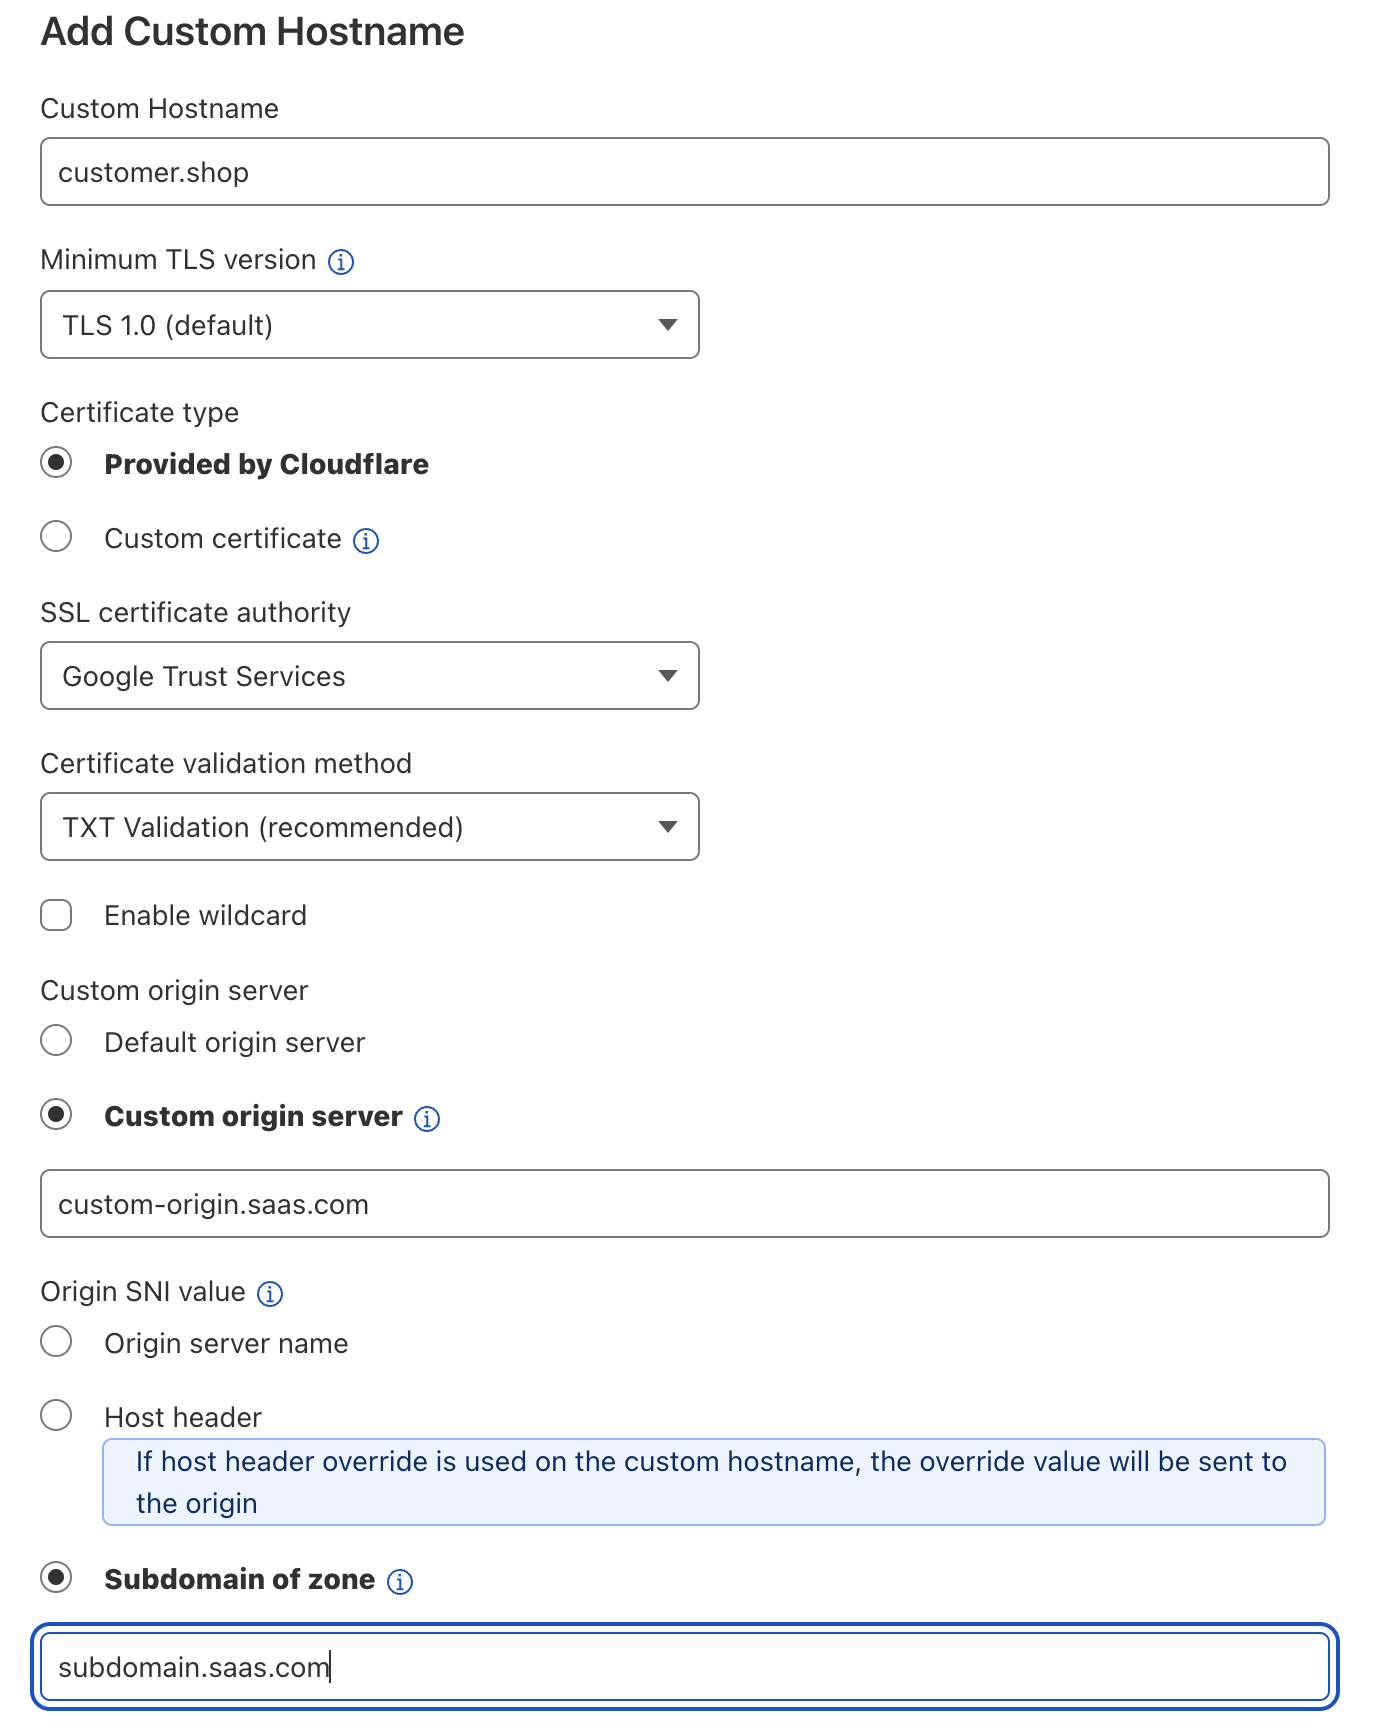 Add Custom Hostname
Custom Hostname
customer.shop
Minimum TLS version
TLS 1.0 (default)
Certificate type
Provided by Cloudflare
Custom certificate
SSL certificate authority
Google Trust Services
Certificate validation method
TXT Validation (recommended)
Enable wildcard
Custom origin server
Default origin server
Custom origin server
custom-origin.saas.com
Origin SNI value
Origin server name
Host header
If host header override is used on the custom hostname, the override value will be sent to
the origin
Subdomain of zone
subdomain.saas.com